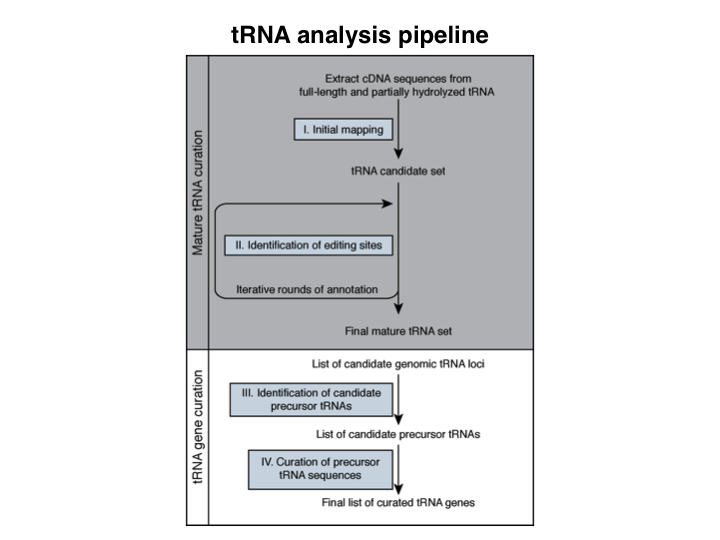 tRNA analysis pipeline
Mature tRNA curation
Extract cDNA sequences from
full-length and partially hydrolyzed tRNA
I. Initial mapping
tRNA candidate set
II. Identification of editing sites
Iterative rounds of annotation
Final mature tRNA set
tRNA gene curation
List of candidate genomic tRNA loci
III. Identification of candidate
precursor tRNAs
List of candidate precursor tRNAs
IV. Curation of precursor
tRNA sequences
Final list of curated tRNA genes